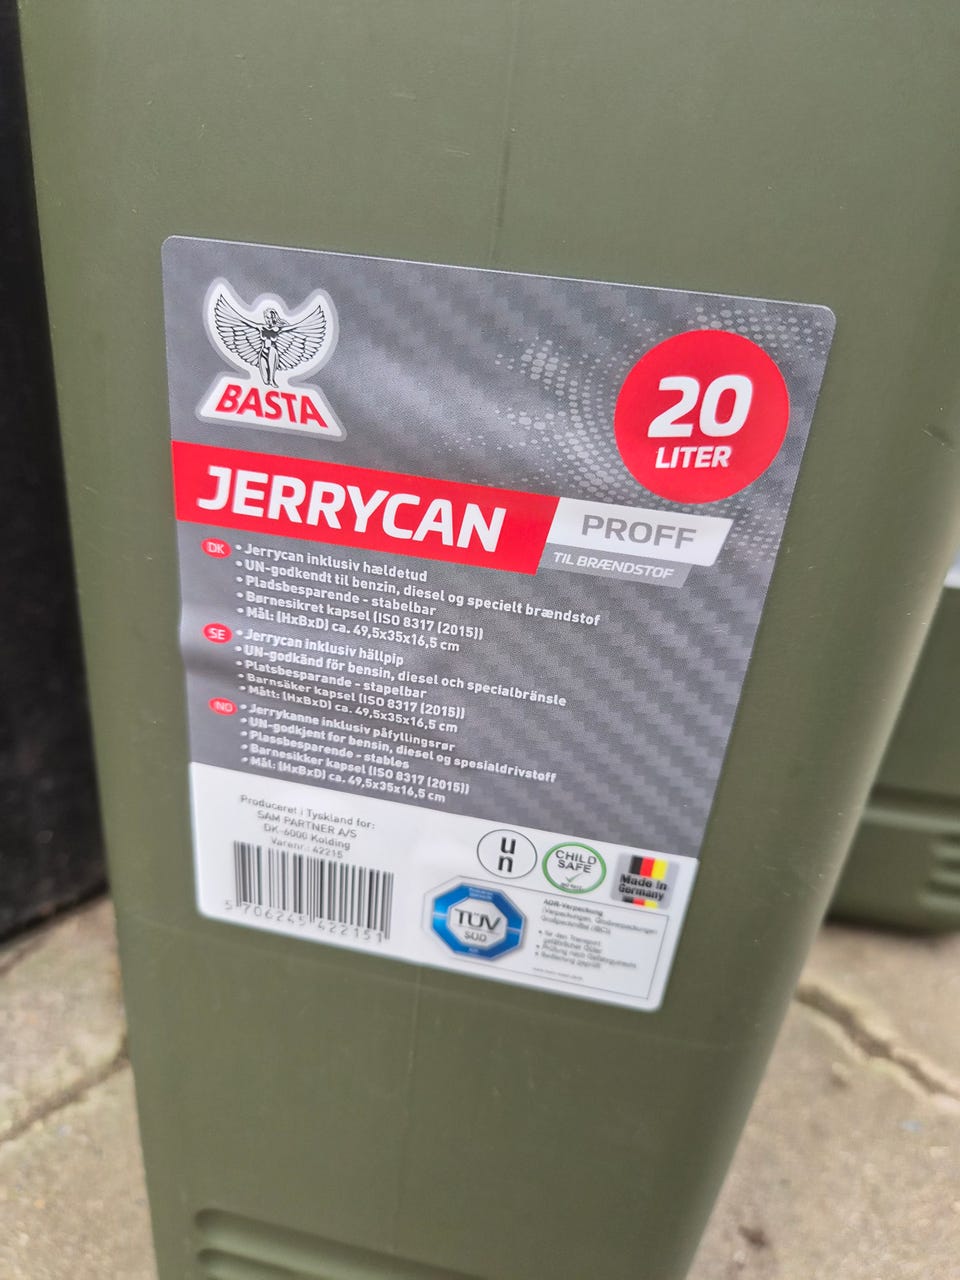 BASTA
20
LITER
JERRYCAN
PROFF
TIL BRÆNDSTOF
DK
• Jerrycan inklusiv hældetud
• UN-godkendt til benzin, diesel og specielt brændstof
• Pladsbesparende - stabelbar
• Børnesikret kapsel (ISO 8317 (2015))
• Mål: (HxBxD) ca. 49,5x35x16,5 cm
SE
• Jerrycan inklusiv hällpip
• UN-godkänd för bensin, diesel och specialbränsle
• Platsbesparande - stapelbar
• Barnsäker kapsel (ISO 8317 (2015))
• Mått: (HxBxD) ca. 49,5x35x16,5 cm
NO
• Jerrykanne inklusiv påfyllingsrør
• UN-godkjent for bensin, diesel og spesialdrivstoff
• Plassbesparende - stables
• Barnesikker kapsel (ISO 8317 (2015))
• Mål: (HxBxD) ca. 49,5x35x16,5 cm
Produceret i Tyskland for:
SAM PARTNER A/S
DK-6000 Kolding
Varenr.: 42215
5 706245 422151
u
n
CHILD
SAFE
Made in
Germany
TÜV
SÜD
ADR-Verpackung